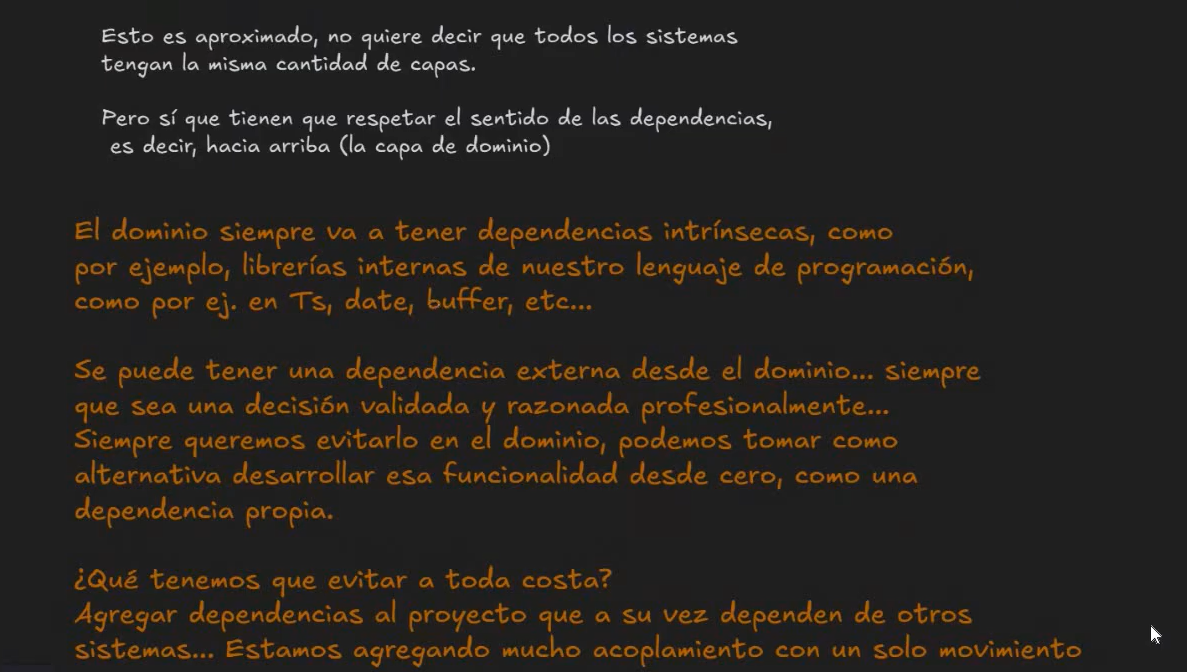 Esto es aproximado, no quiere decir que todos los sistemas
tengan la misma cantidad de capas.
Pero sí que tienen que respetar el sentido de las dependencias,
es decir, hacia arriba (la capa de dominio)
El dominio siempre va a tener dependencias intrínsecas, como
por ejemplo, librerías internas de nuestro lenguaje de programación,
como por ej. en Ts, date, buffer, etc...
Se puede tener una dependencia externa desde el dominio... siempre
que sea una decisión validada y razonada profesionalmente...
Siempre queremos evitarlo en el dominio, podemos tomar como
alternativa desarrollar esa funcionalidad desde cero, como una
dependencia propia.
¿Qué tenemos que evitar a toda costa?
Agregar dependencias al proyecto que a su vez dependen de otros
sistemas... Estamos agregando mucho acoplamiento con un solo movimiento